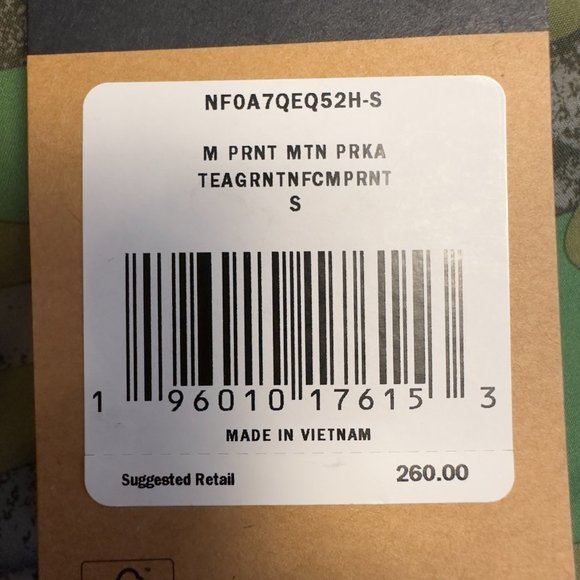 NF0A7QEQ52H-S
M PRNT MTN PRKA
TEAGRNTNFCMPRNT
S
1 96010 17615 3
MADE IN VIETNAM
Suggested Retail 260.00